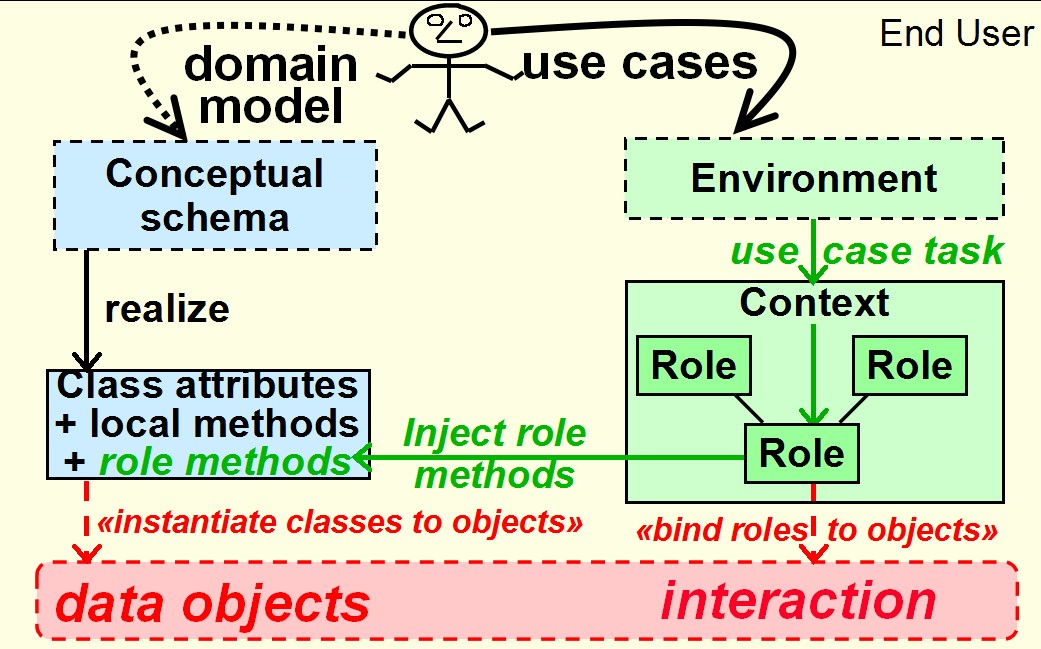 End User
domain
model
use cases
Conceptual
schema
Environment
use case task
realize
Context
Role
Role
Role
Class attributes
+ local methods
+ role methods
Inject role
methods
«instantiate classes to objects»
«bind roles to objects»
data objects
interaction